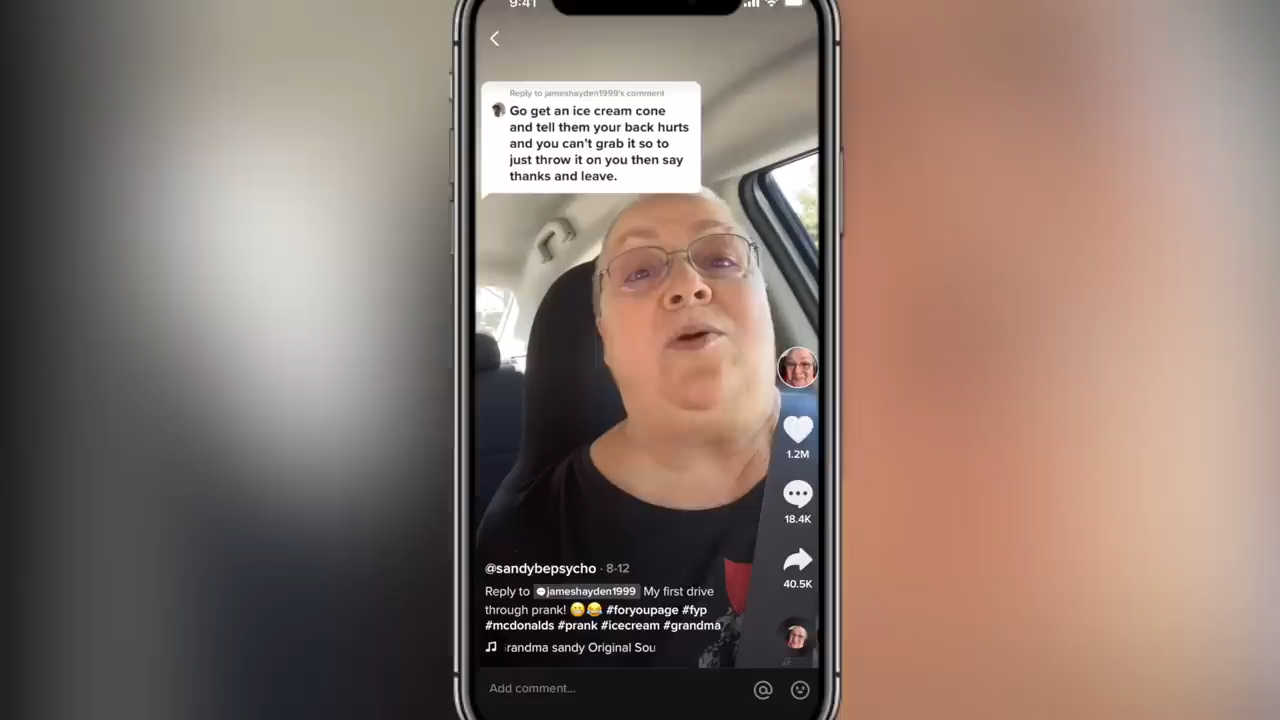 9:41
Reply to jameshayden1999's comment
Go get an ice cream cone
and tell them your back hurts
and you can't grab it so to
just throw it on you then say
thanks and leave.
1.2M
18.4K
40.5K
@sandybepsycho · 8-12
Reply to jameshayden1999 My first drive
through prank! 😬😂 #foryoupage #fyp
#mcdonalds #prank #icecream #grandma
randma sandy Original Sou
Add comment...